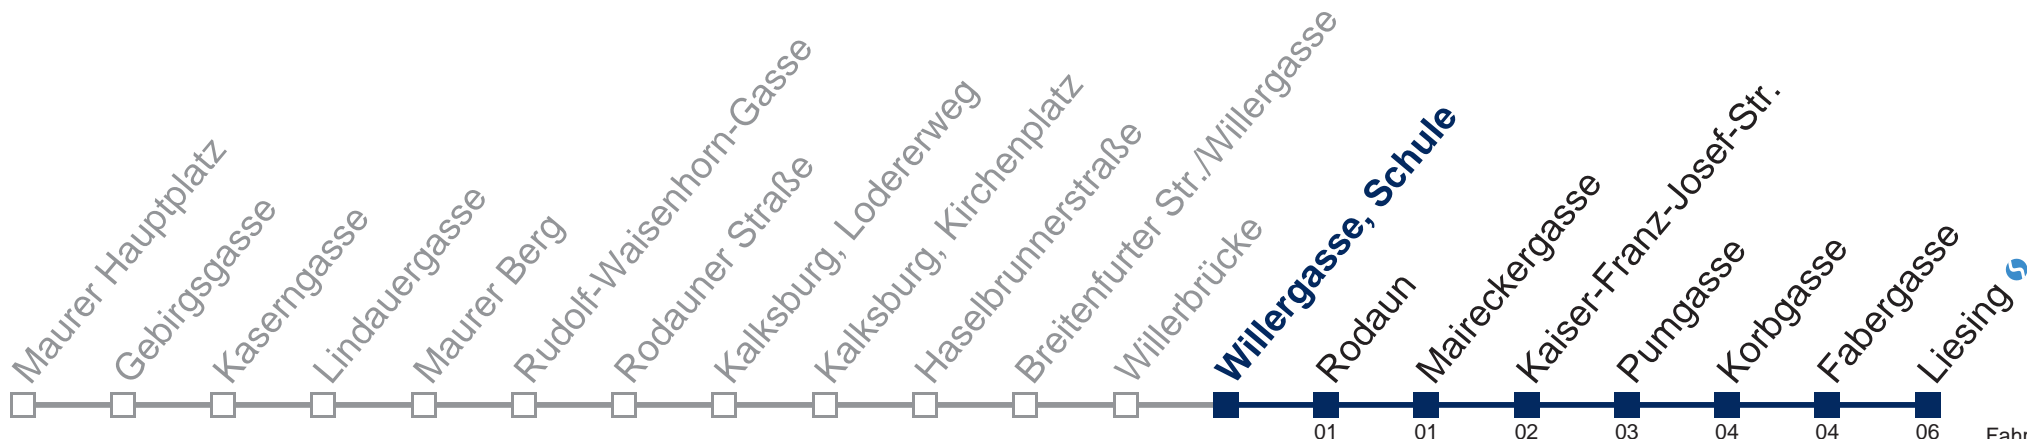 Maurer Hauptplatz
Gebirgsgasse
Kaserngasse
Lindauergasse
Maurer Berg
Rudolf-Waisenhorn-Gasse
Rodauner Straße
Kalksburg, Lodererweg
Kalksburg, Kirchenplatz
Haselbrunnerstraße
Breitenfurter Str./Willergasse
Willerbrücke
Willergasse, Schule
Rodaun
Maireckergasse
Kaiser-Franz-Josef-Str.
Pumgasse
Korbgasse
Fabergasse
Liesing
01 01 02 03 04 04 06 Fahr